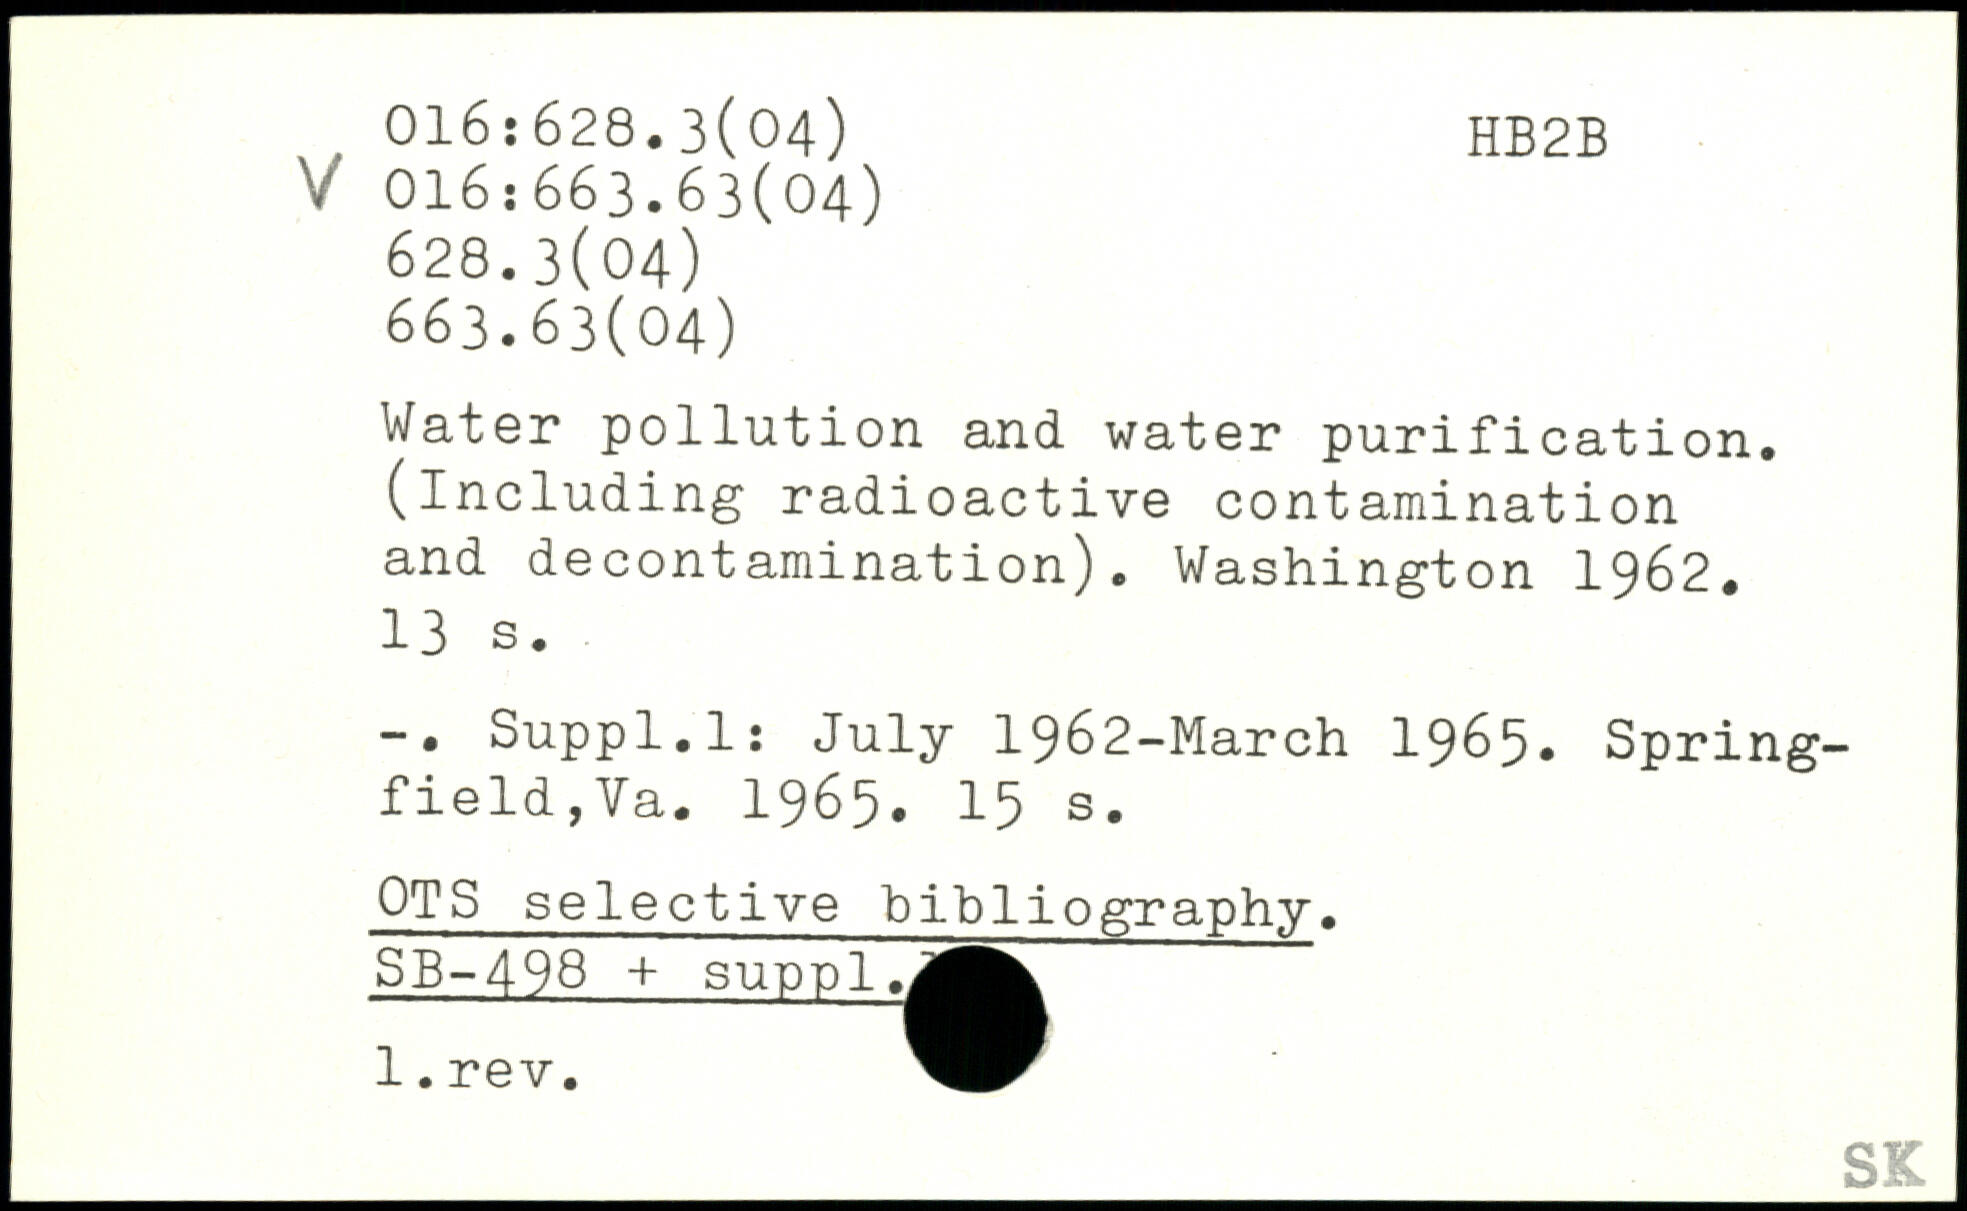 016:628.3(04)
HB2B
V 016:663.63(04)
628.3(04)
663.63(04)
Water pollution and water purification.
(Including radioactive contamination
and decontamination). Washington 1962.
13 s.
-. Suppl.1: July 1962-March 1965. Spring-
field,Va. 1965. 15 s.
OTS selective bibliography.
SB-498 + suppl.
1.rev.
SK